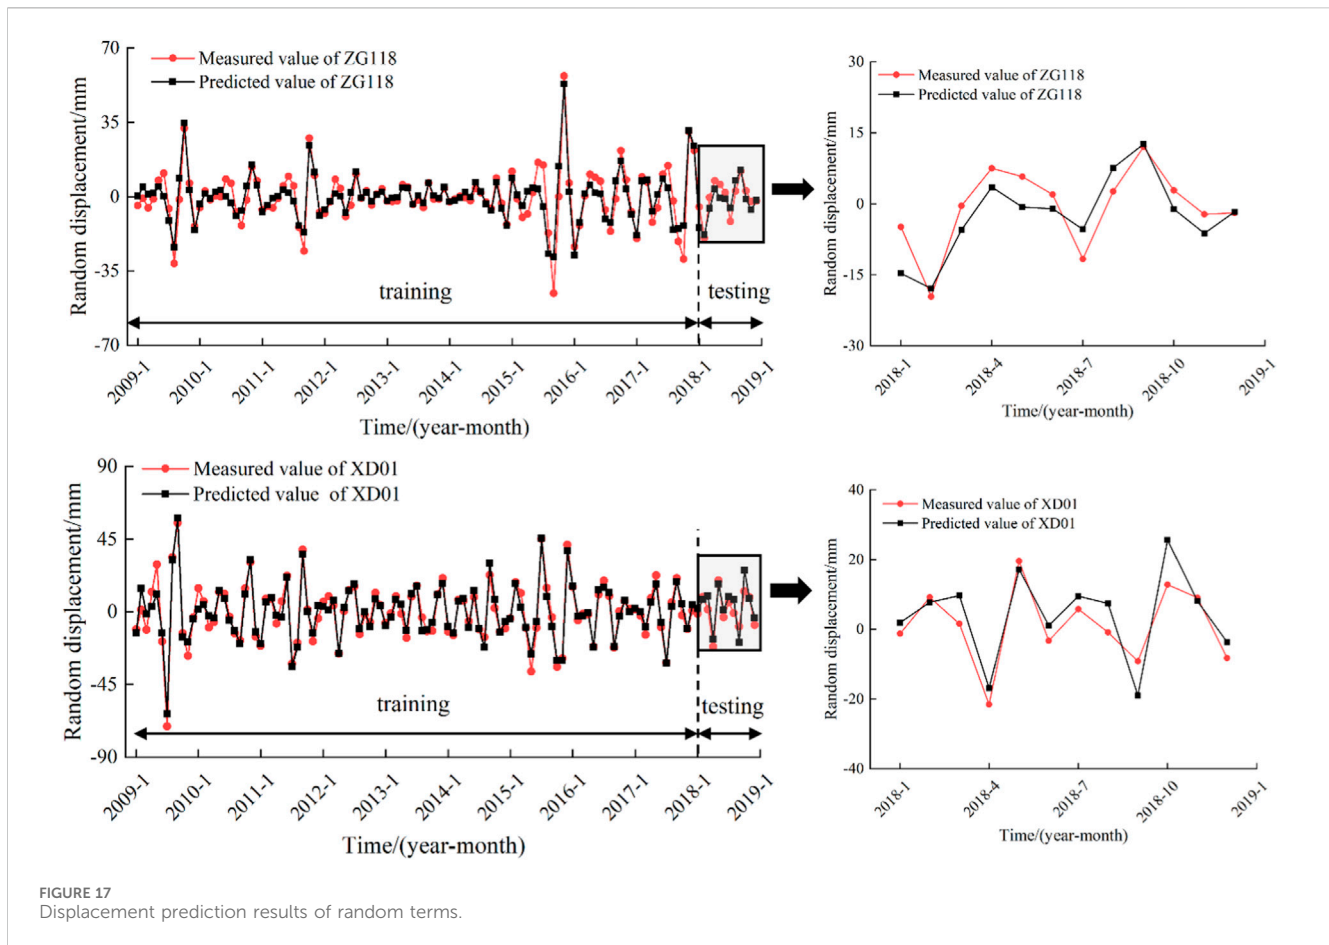 Measured value of ZG118
Predicted value of ZG118
Random displacement/mm
70
35
0
-35
-70
training
testing
2009-1
2010-1
2011-1
2012-1
2013-1
2014-1
2015-1
2016-1
2017-1
2018-1
2019-1
Time/(year-month)
Measured value of ZG118
Predicted value of ZG118
Random displacement/mm
30
15
0
-15
-30
2018-1
2018-4
2018-7
2018-10
2019-1
Time/(year-month)
Measured value of XD01
Predicted value of XD01
Random displacement/mm
90
45
0
-45
-90
training
testing
2009-1
2010-1
2011-1
2012-1
2013-1
2014-1
2015-1
2016-1
2017-1
2018-1
2019-1
Time/(year-month)
Measured value of XD01
Predicted value of XD01
Random displacement/mm
40
20
0
-20
-40
2018-1
2018-4
2018-7
2018-10
2019-1
Time/(year-month)
FIGURE 17
Displacement prediction results of random terms.